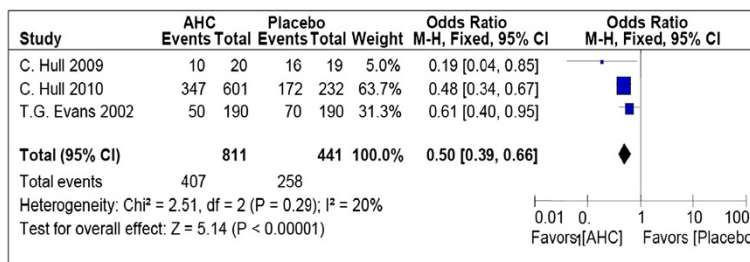 AHC Placebo Odds Ratio Odds Ratio
Study Events Total Events Total Weight M-H, Fixed, 95% CI M-H, Fixed, 95% CI
C. Hull 2009 10 20 16 19 5.0% 0.19 [0.04, 0.85]
C. Hull 2010 347 601 172 232 63.7% 0.48 [0.34, 0.67]
T.G. Evans 2002 50 190 70 190 31.3% 0.61 [0.40, 0.95]
Total (95% CI) 811 441 100.0% 0.50 [0.39, 0.66]
Total events 407 258
Heterogeneity: Chi² = 2.51, df = 2 (P = 0.29); I² = 20%
Test for overall effect: Z = 5.14 (P < 0.00001)
0.01 0. 1 10 100
Favors [AHC] Favors [Placebo